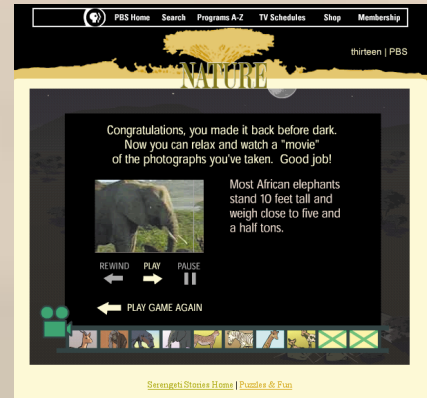 PBS Home Search Programs A-Z TV Schedules Shop Membership
thirteen | PBS
NATURE
Congratulations, you made it back before dark.
Now you can relax and watch a "movie"
of the photographs you've taken. Good job!
Most African elephants
stand 10 feet tall and
weigh close to five and
a half tons.
REWIND PLAY PAUSE
PLAY GAME AGAIN
Serengeti Stories Home | Puzzles & Fun